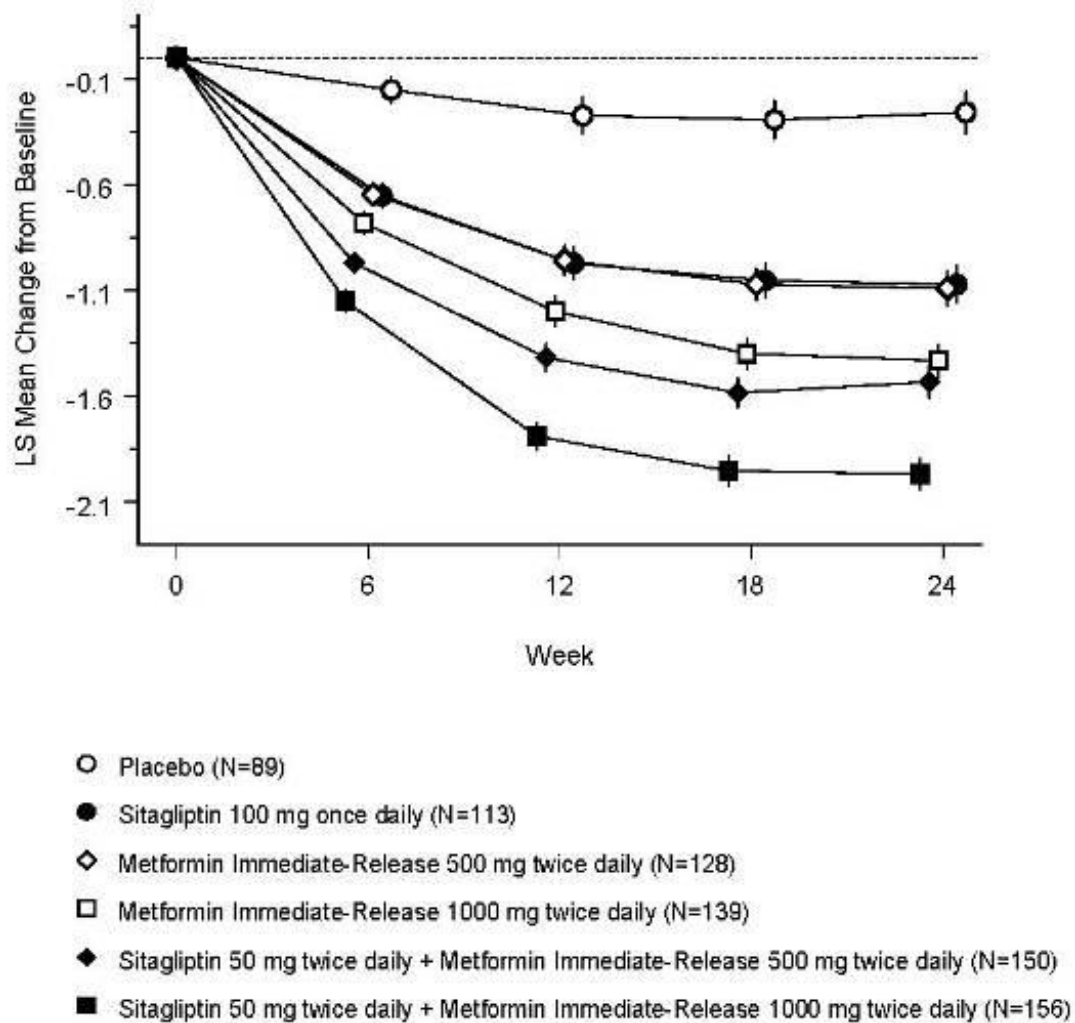 LS Mean Change from Baseline
-0.1
-0.6
-1.1
-1.6
-2.1
0 6 12 18 24
Week
Placebo (N=89)
Sitagliptin 100 mg once daily (N=113)
Metformin Immediate-Release 500 mg twice daily (N=128)
Metformin Immediate-Release 1000 mg twice daily (N=139)
Sitagliptin 50 mg twice daily + Metformin Immediate-Release 500 mg twice daily (N=150)
Sitagliptin 50 mg twice daily + Metformin Immediate-Release 1000 mg twice daily (N=156)